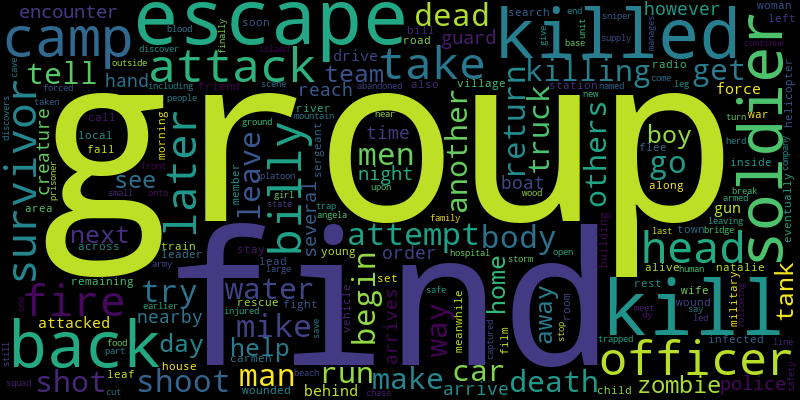 encounter
escape
dead
killed
search
bill
road
soon
blood
finally
island
discover
end
unit
sniper
supply
give
base
manages
however
woman
left
continue
camp
tell
attack
guard
take
killing
get
radio
come
leg
team
drive
outside
including
people
scene
abandoned
also
hand
reach
friend
village
station
new
named
force
helicopter
soldier
discovers
cave
forced
taken
survivor
creature
call
local
fall
prisoner
area
small
front
onto
morning
later
group
river
mountain
near
ground
time
men
night
upon
sergeant
platoon
member
girl
state
trap
angela
several
billy
leave
see
another
return
truck
boat
wood
others
boy
go
flee
along
turn
war
herd
inside
gun
armed
company
eventually
next
across
train
leader
army
remaining
earlier
stay
lead
large
young
family
attempt
order
hospital
storm
body
open
building
head
last
town
bridge
leaving
break
alive
human
natalie
military
tank
find
fire
try
nearby
water
rescue
fight
injured
mike
help
carmen
save
vehicle
begin
set
arrives
meanwhile
way
safe
captured
film
home
room
stop
away
trapped
kill
meet
rest
wife
say
led
wound
infected
line
safety
one
still
back
attacked
food
part
day
house
shot
squad
leaf
cut
shoot
man
wounded
beach
run
behind
chase
make
car
arrive
death
officer
zombie
child
police